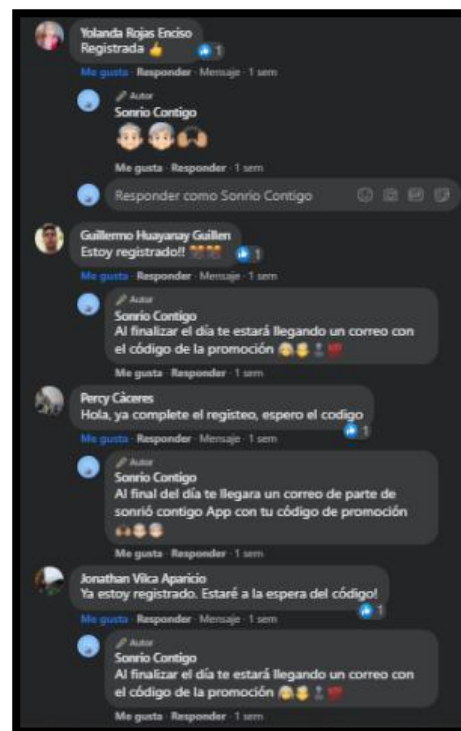 Yolanda Rojas Enciso
Registrada 👍
1
Me gusta · Responder · Mensaje · 1 sem
Autor
Sonrio Contigo
Me gusta · Responder · 1 sem
Responder como Sonrio Contigo
Guillermo Huayanay Guillen
Estoy registrado!!
1
Me gusta · Responder · Mensaje · 1 sem
Autor
Sonrio Contigo
Al finalizar el día te estará llegando un correo con
el código de la promoción
Me gusta · Responder · 1 sem
Percy Càceres
Hola, ya complete el registeo, espero el codigo
1
Me gusta · Responder · Mensaje · 1 sem
Autor
Sonrio Contigo
Al final del día te llegara un correo de parte de
sonrió contigo App con tu código de promoción
Me gusta · Responder · 1 sem
Jonathan Vilca Aparicio
Ya estoy registrado. Estaré a la espera del código!
1
Me gusta · Responder · Mensaje · 1 sem
Autor
Sonrio Contigo
Al finalizar el día te estará llegando un correo con
el código de la promoción
Me gusta · Responder · 1 sem